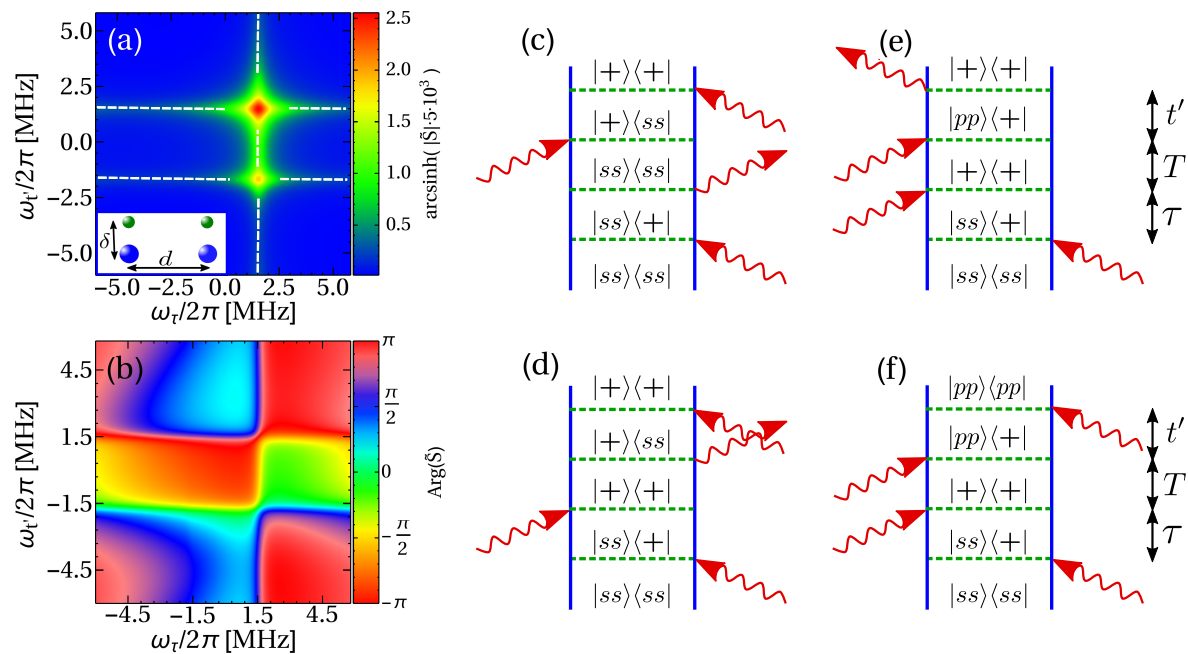 (a)
5.0
2.5
0.0
−2.5
−5.0
ω_t'/2π [MHz]
δ
d
−5.0 −2.5 0.0 2.5 5.0
ω_τ/2π [MHz]
2.5
2.0
1.5
1.0
0.5
arcsinh( |S̃|·5·10³ )
(b)
4.5
1.5
−1.5
−4.5
ω_t'/2π [MHz]
−4.5 −1.5 1.5 4.5
ω_τ/2π [MHz]
π
π/2
0
−π/2
−π
Arg(S̃)
(c)
|+⟩⟨+|
|+⟩⟨ss|
|ss⟩⟨ss|
|ss⟩⟨+|
|ss⟩⟨ss|
(d)
|+⟩⟨+|
|+⟩⟨ss|
|+⟩⟨+|
|ss⟩⟨+|
|ss⟩⟨ss|
(e)
|+⟩⟨+|
|pp⟩⟨+|
|+⟩⟨+|
|ss⟩⟨+|
|ss⟩⟨ss|
t′
T
τ
(f)
|pp⟩⟨pp|
|pp⟩⟨+|
|+⟩⟨+|
|ss⟩⟨+|
|ss⟩⟨ss|
t′
T
τ